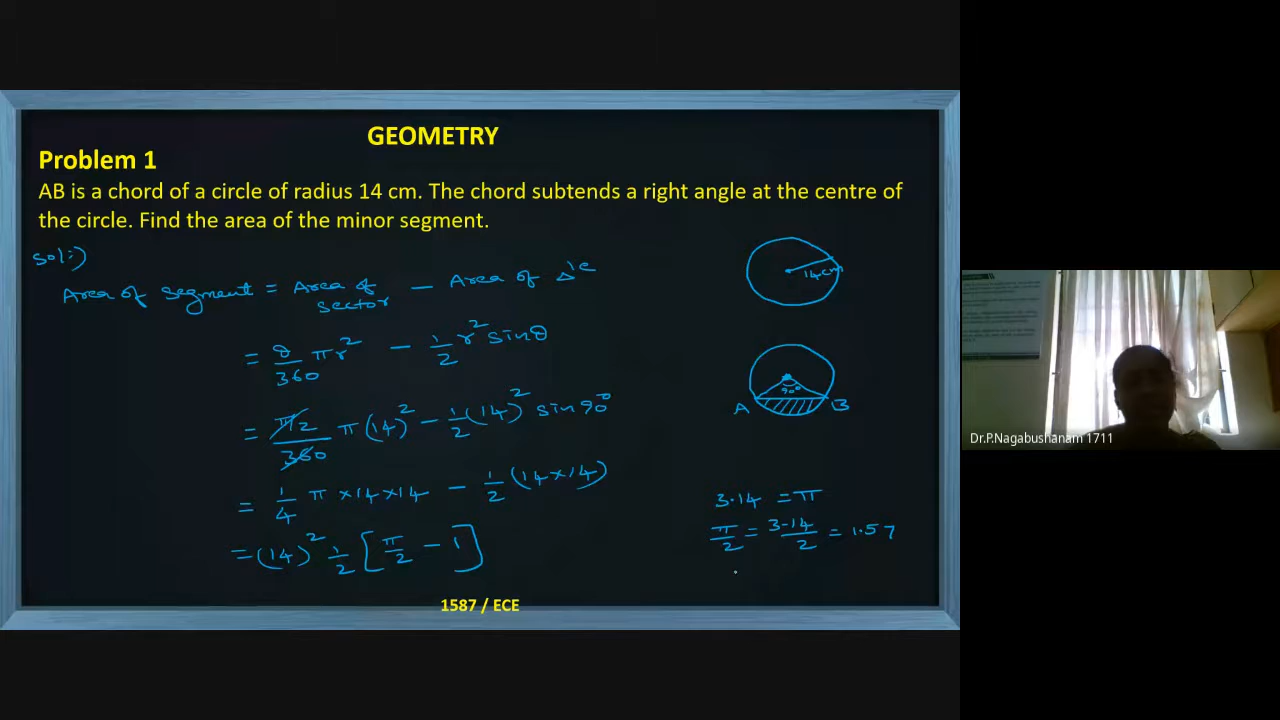 GEOMETRY
Problem 1
AB is a chord of a circle of radius 14 cm. The chord subtends a right angle at the centre of
the circle. Find the area of the minor segment.
Sol:)
Area of segment = Area of sector - Area of Δ'le
= θ/360 πr² - 1/2 r² sinθ
= π/2/360 π(14)² - 1/2 (14)² sin 90°
= 1/4 π × 14 × 14 - 1/2 (14×14)
= (14)² 1/2 [π/2 - 1]
14cm
90°
A B
3.14 = π
π/2 = 3.14/2 = 1.57
1587 / ECE
Dr.P.Nagabushanam 1711